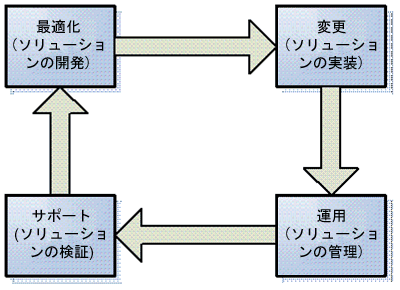 最適化
（ソリューショ
ンの開発）
変更
（ソリューショ
ンの実装）
サポート
(ソリューショ
ンの検証)
運用
（ソリューショ
ンの管理）